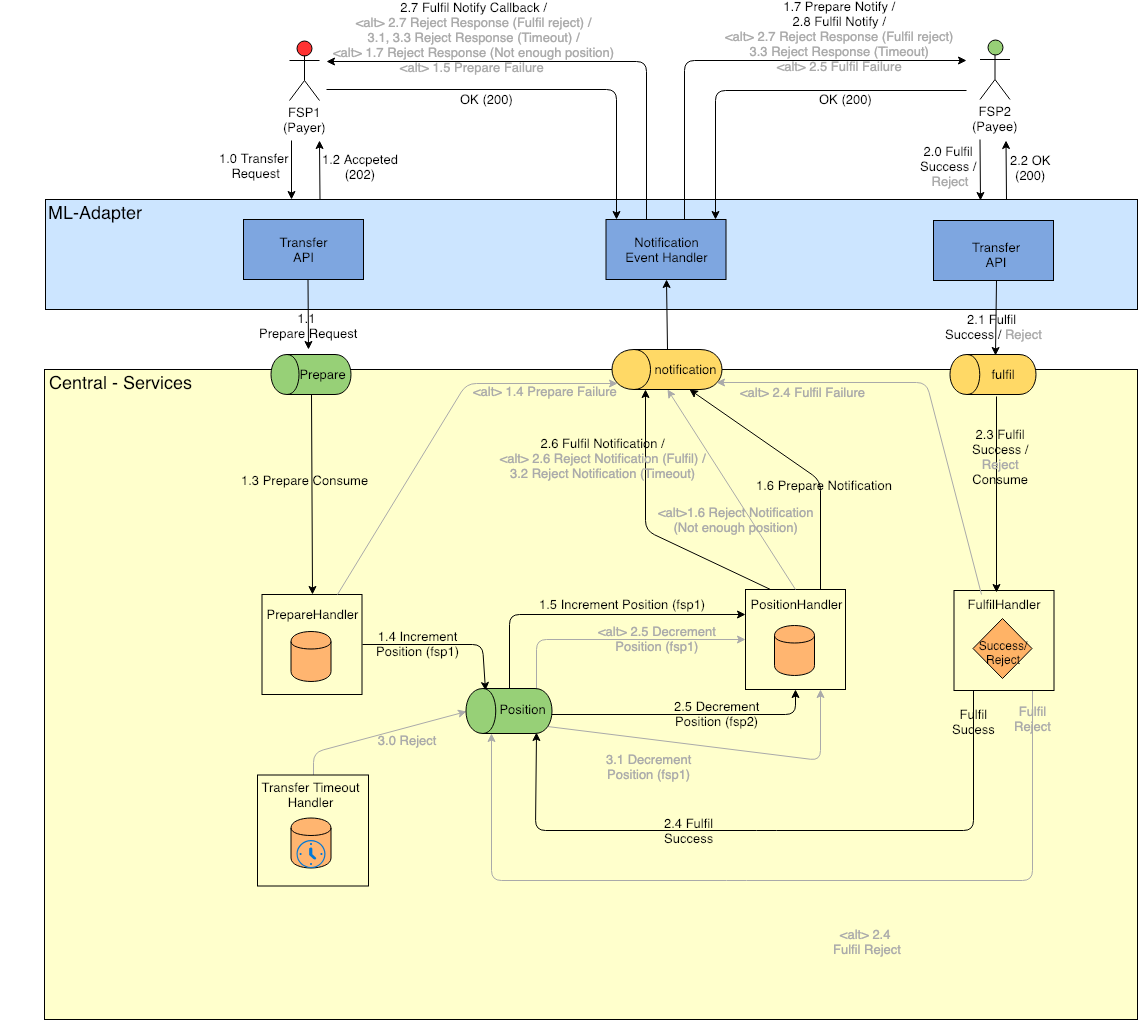 2.7 Fulfil Notify Callback /
<alt> 2.7 Reject Response (Fulfil reject) /
3.1, 3.3 Reject Response (Timeout) /
<alt> 1.7 Reject Response (Not enough position)
<alt> 1.5 Prepare Failure
1.7 Prepare Notify /
2.8 Fulfil Notify /
<alt> 2.7 Reject Response (Fulfil reject)
3.3 Reject Response (Timeout)
<alt> 2.5 Fulfil Failure
OK (200)
OK (200)
FSP1
(Payer)
FSP2
(Payee)
1.0 Transfer
Request
1.2 Accpeted
(202)
2.0 Fulfil
Success /
Reject
2.2 OK
(200)
ML-Adapter
Transfer
API
Notification
Event Handler
Transfer
API
1.1
Prepare Request
2.1 Fulfil
Success / Reject
Central - Services
Prepare
notification
fulfil
<alt> 1.4 Prepare Failure
<alt> 2.4 Fulfil Failure
2.6 Fulfil Notification /
<alt> 2.6 Reject Notification (Fulfil) /
3.2 Reject Notification (Timeout)
2.3 Fulfil
Success /
Reject
Consume
1.3 Prepare Consume
1.6 Prepare Notification
<alt>1.6 Reject Notification
(Not enough position)
PrepareHandler
1.4 Increment
Position (fsp1)
1.5 Increment Position (fsp1)
<alt> 2.5 Decrement
Position (fsp1)
PositionHandler
FulfilHandler
Success/
Reject
Position
2.5 Decrement
Position (fsp2)
Fulfil
Sucess
Fulfil
Reject
3.0 Reject
3.1 Decrement
Position (fsp1)
Transfer Timeout
Handler
2.4 Fulfil
Success
<alt> 2.4
Fulfil Reject